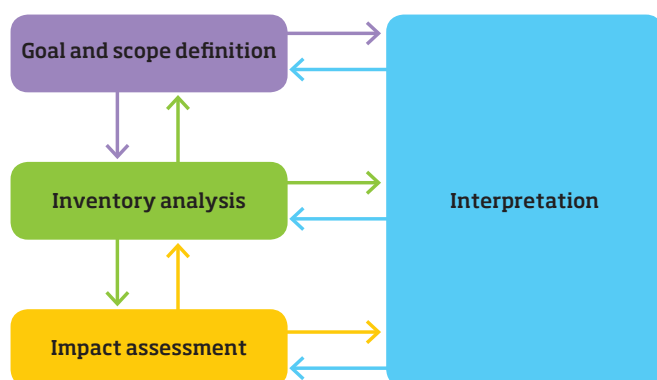 Goal and scope definition
Inventory analysis
Interpretation
Impact assessment